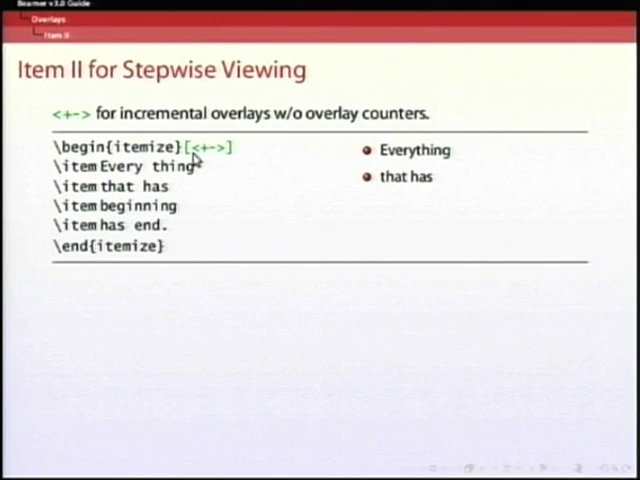 Beamer v3.0 Guide
Overlays
Item II
Item II for Stepwise Viewing
<+-> for incremental overlays w/o overlay counters.
\begin{itemize}[<+->]
\item Every thing
\item that has
\item beginning
\item has end.
\end{itemize}
Everything
that has